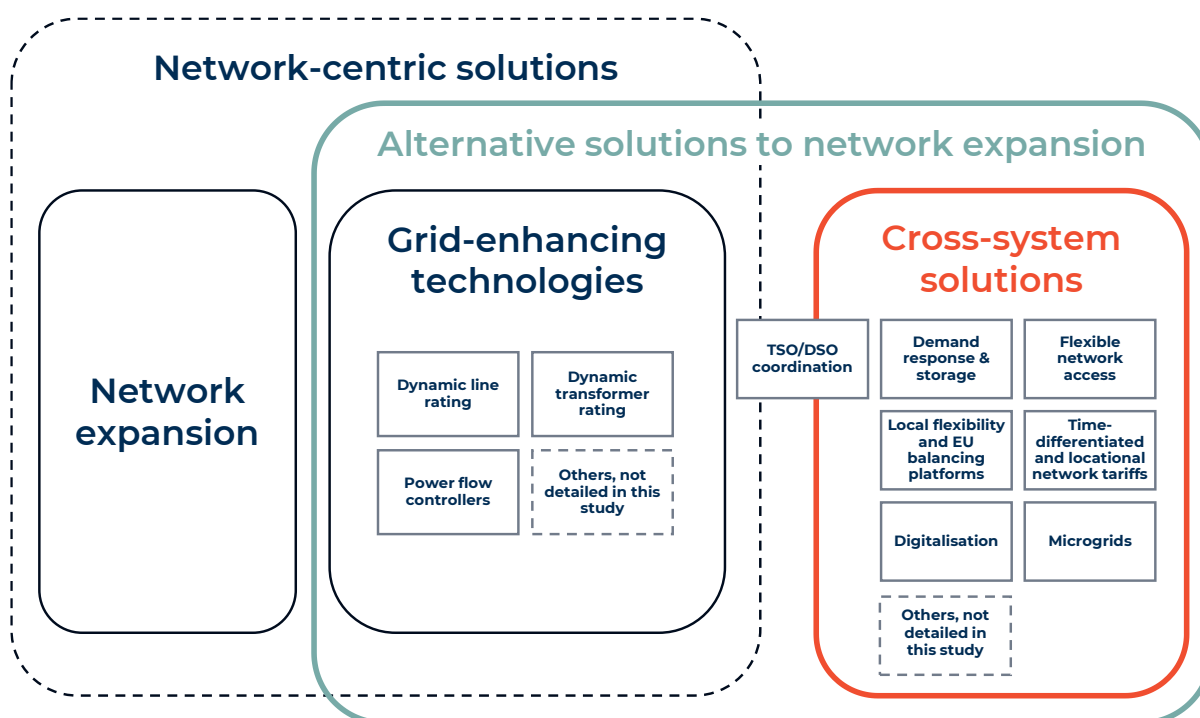 Network-centric solutions
Alternative solutions to network expansion
Network
expansion
Grid-enhancing
technologies
Dynamic line
rating
Dynamic
transformer
rating
Power flow
controllers
Others, not
detailed in this
study
Cross-system
solutions
TSO/DSO
coordination
Demand
response &
storage
Flexible
network
access
Local flexibility
and EU
balancing
platforms
Time-
differentiated
and locational
network tariffs
Digitalisation
Microgrids
Others, not
detailed in
this study